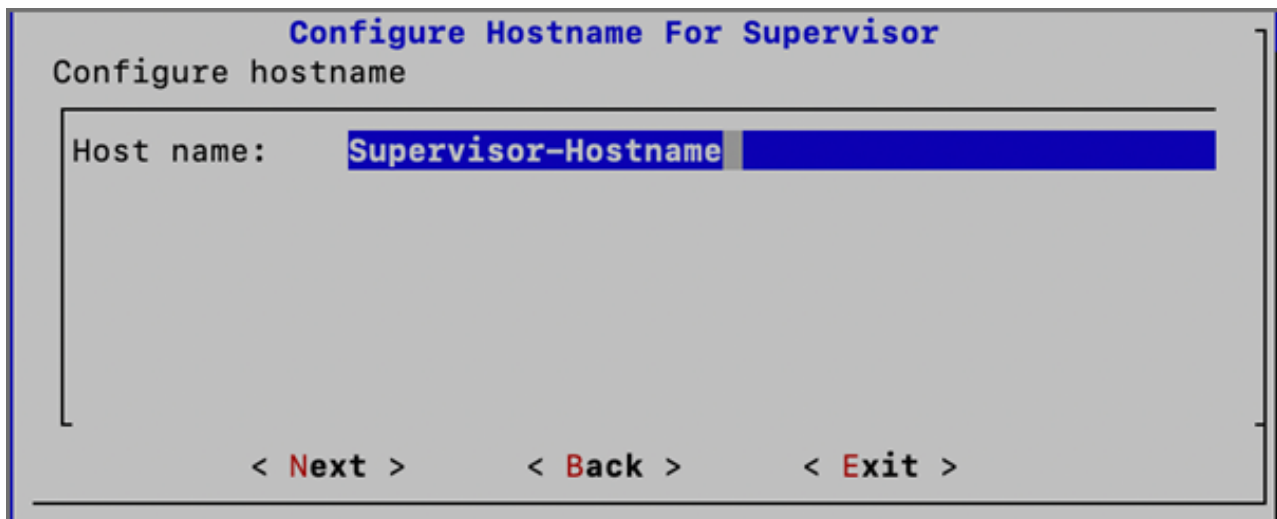 Configure Hostname For Supervisor
Configure hostname
Host name: Supervisor-Hostname
< Next > < Back > < Exit >